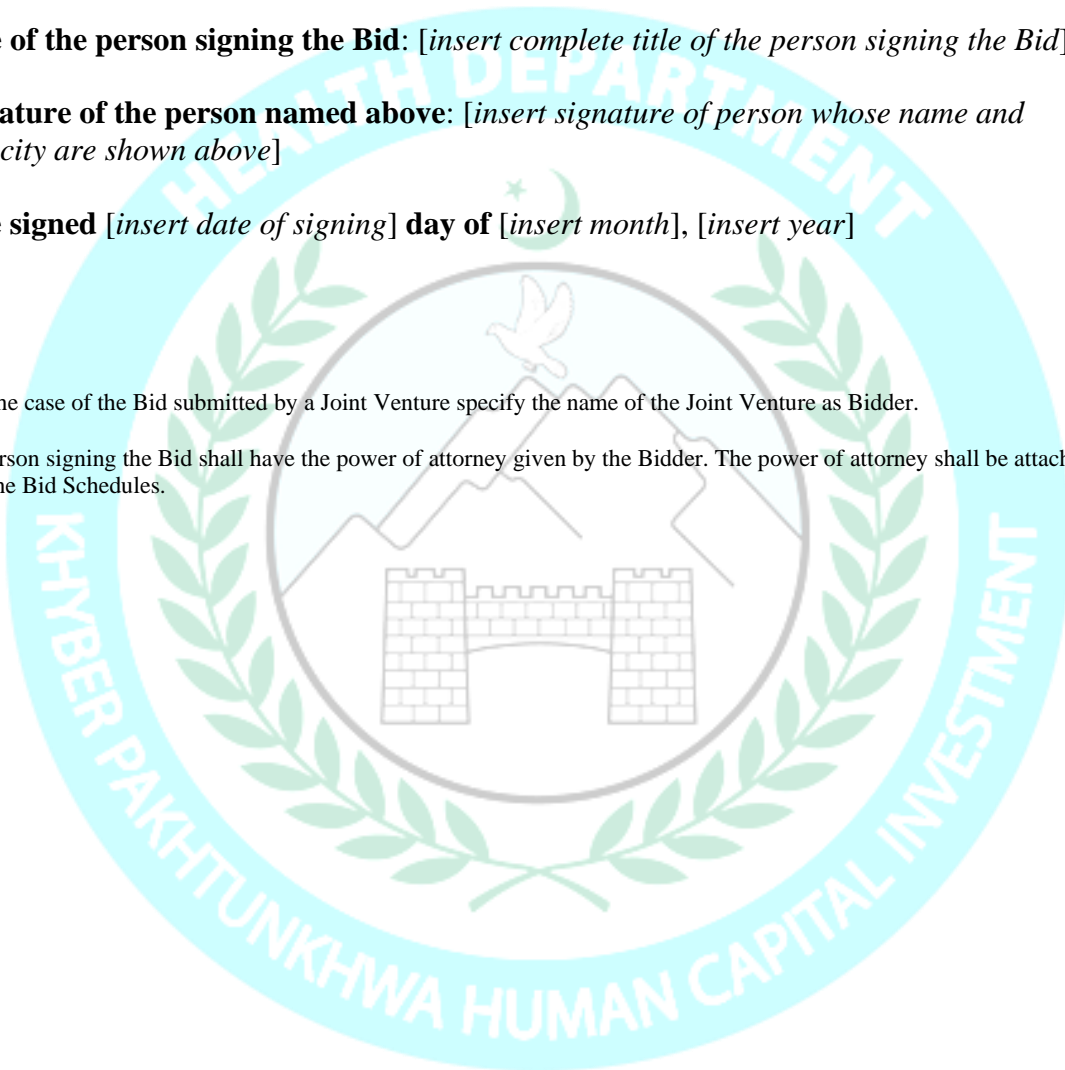 e of the person signing the Bid: [insert complete title of the person signing the Bid]
ature of the person named above: [insert signature of person whose name and
city are shown above]
e signed [insert date of signing] day of [insert month], [insert year]
he case of the Bid submitted by a Joint Venture specify the name of the Joint Venture as Bidder.
rson signing the Bid shall have the power of attorney given by the Bidder. The power of attorney shall be attach
he Bid Schedules.
HEALTH DEPARTMENT
KHYBER PAKHTUNKHWA HUMAN CAPITAL INVESTMENT